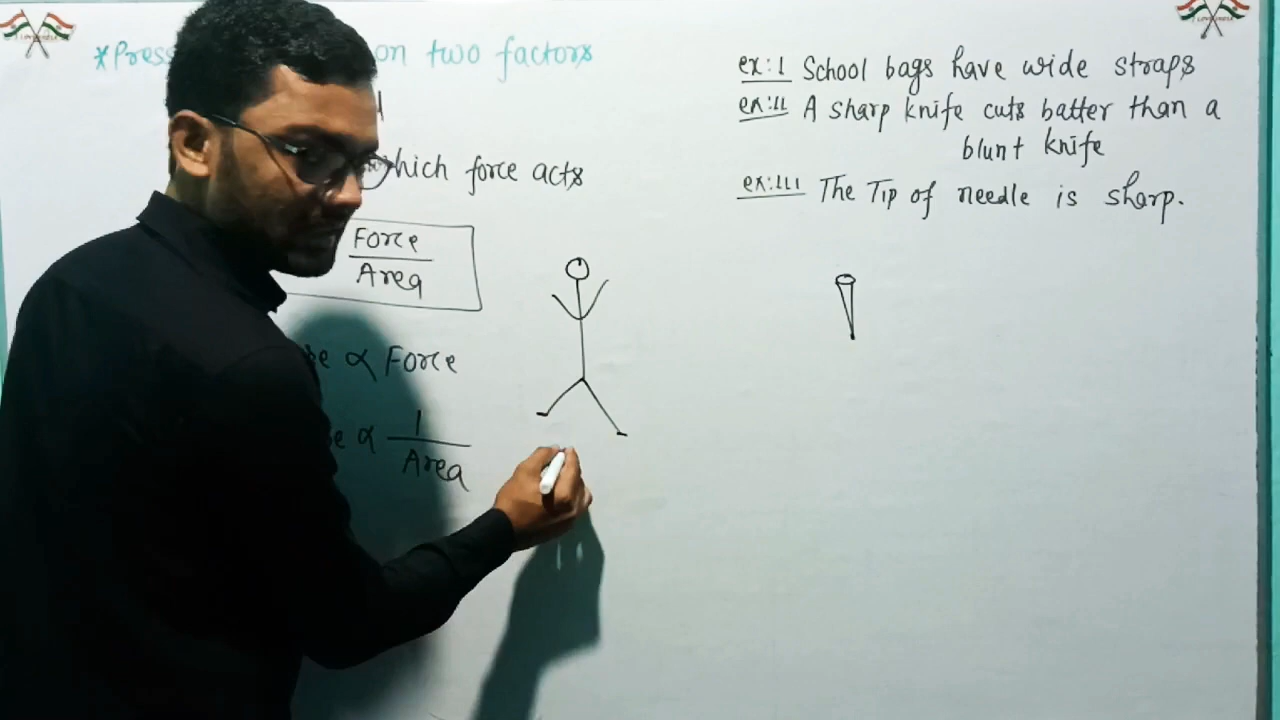 *Press on two factors
which force acts
Force
Area
∝ Force
∝ 1
Area
ex:I School bags have wide straps
ex:II A sharp knife cuts batter than a
blunt knife
ex:III The Tip of needle is sharp.